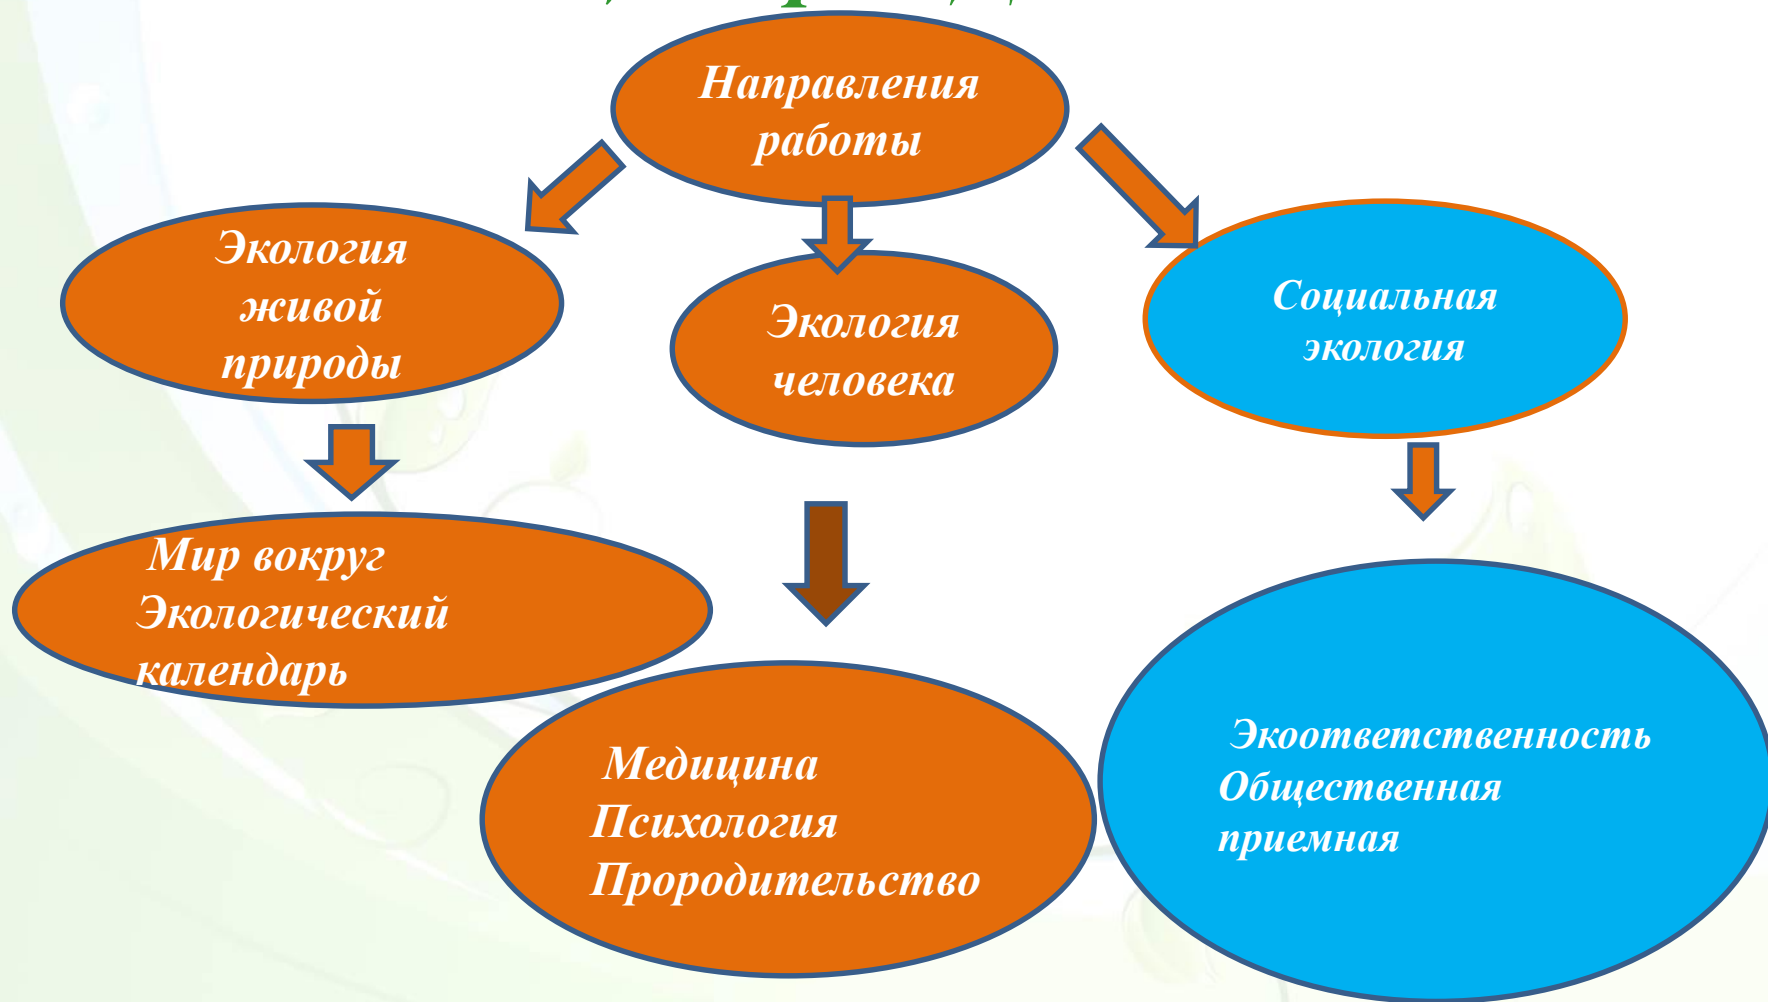 Направления
работы
Экология
живой
природы
Экология
человека
Социальная
экология
Мир вокруг
Экологический
календарь
Медицина
Психология
Прородительство
Экоответственность
Общественная
приемная